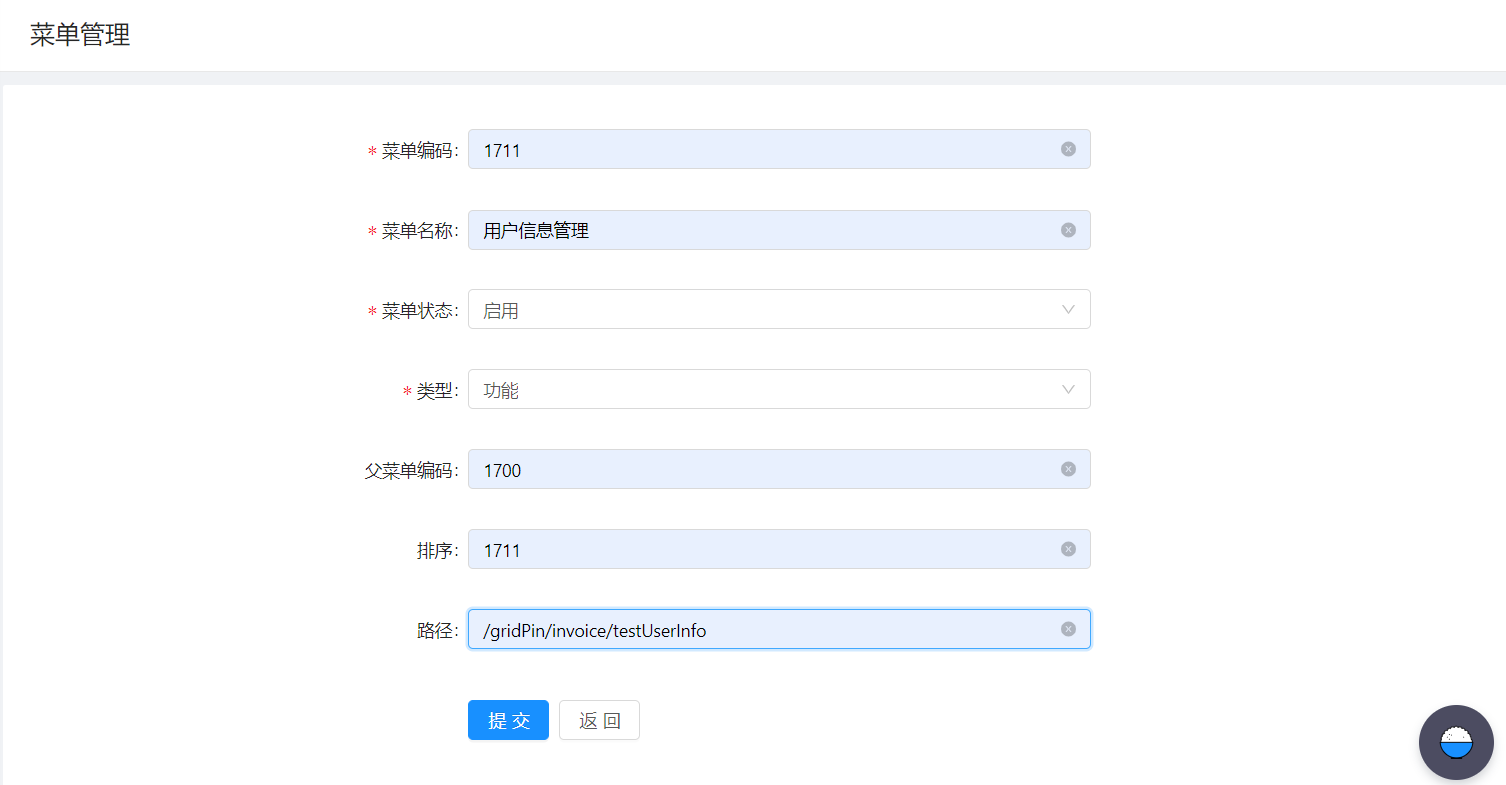 菜单管理
* 菜单编码: 1711
* 菜单名称: 用户信息管理
* 菜单状态: 启用
* 类型: 功能
父菜单编码: 1700
排序: 1711
路径: /gridPin/invoice/testUserInfo
提 交 返 回